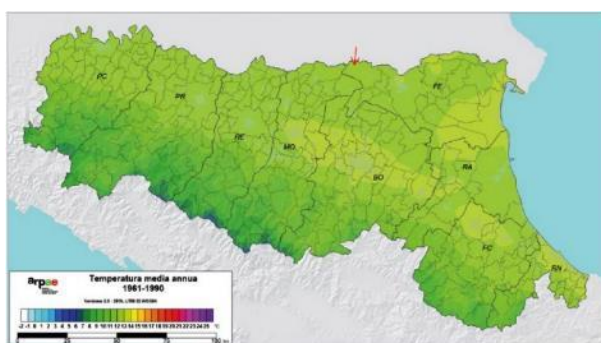 PC
PR
RE
MO
BO
FE
RA
FC
RN
arpae
Temperatura media annua
1961-1990
-2 -1 0 1 2 3 4 5 6 7 8 9 10 11 12 13 14 15 16 17 18 19 20 21 22 23 24 25 °C